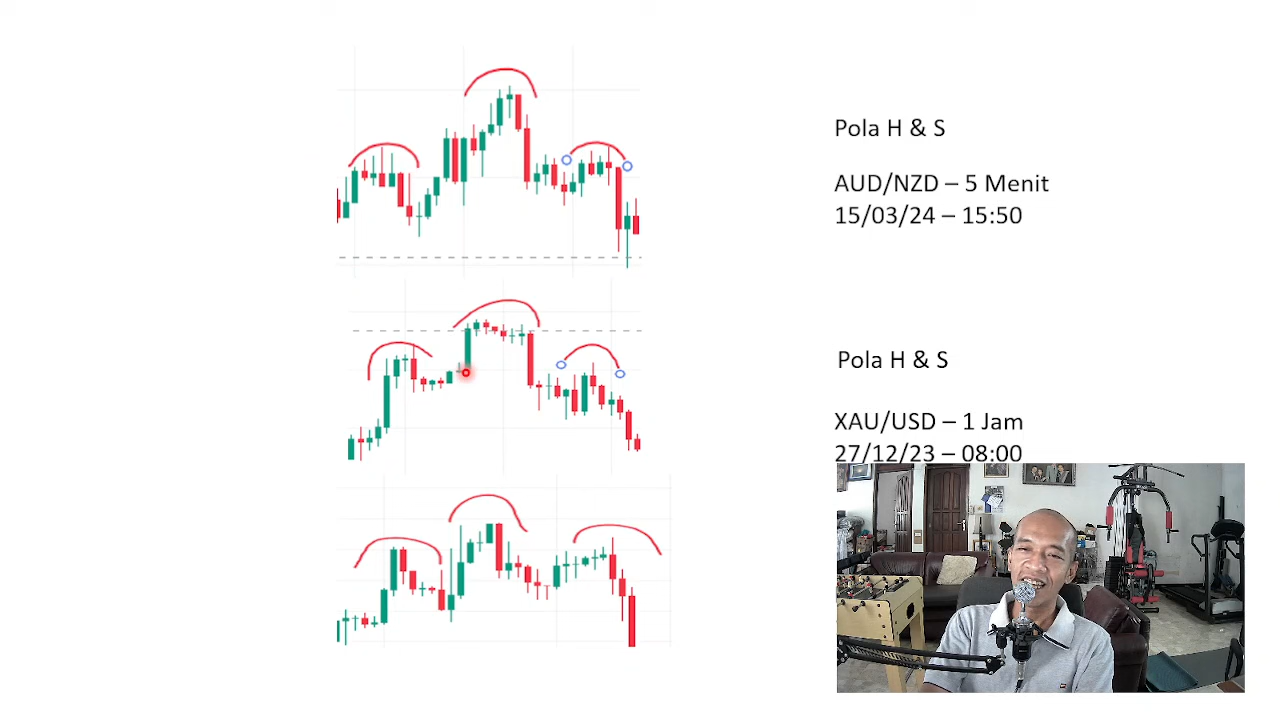 Pola H & S
AUD/NZD – 5 Menit
15/03/24 – 15:50
Pola H & S
XAU/USD – 1 Jam
27/12/23 – 08:00